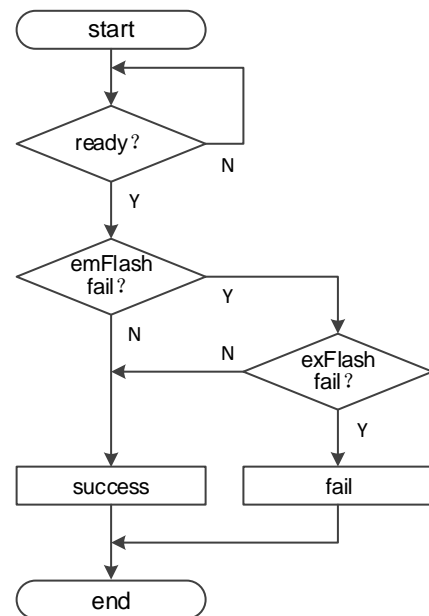 start
ready？
N
Y
emFlash
fail？
Y
N
N
exFlash
fail？
Y
success
fail
end